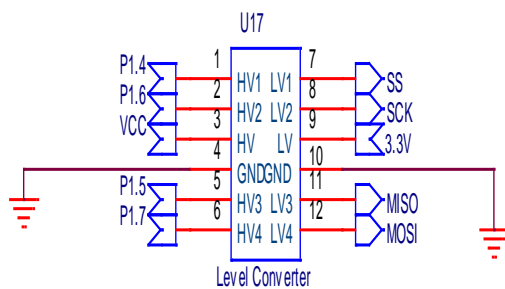 U17
1 7
P1.4 HV1 LV1 SS
2 8
P1.6 HV2 LV2 SCK
3 9
VCC HV LV 3.3V
4 10
GND GND
5 11
P1.5 HV3 LV3 MISO
6 12
P1.7 HV4 LV4 MOSI
Level Converter